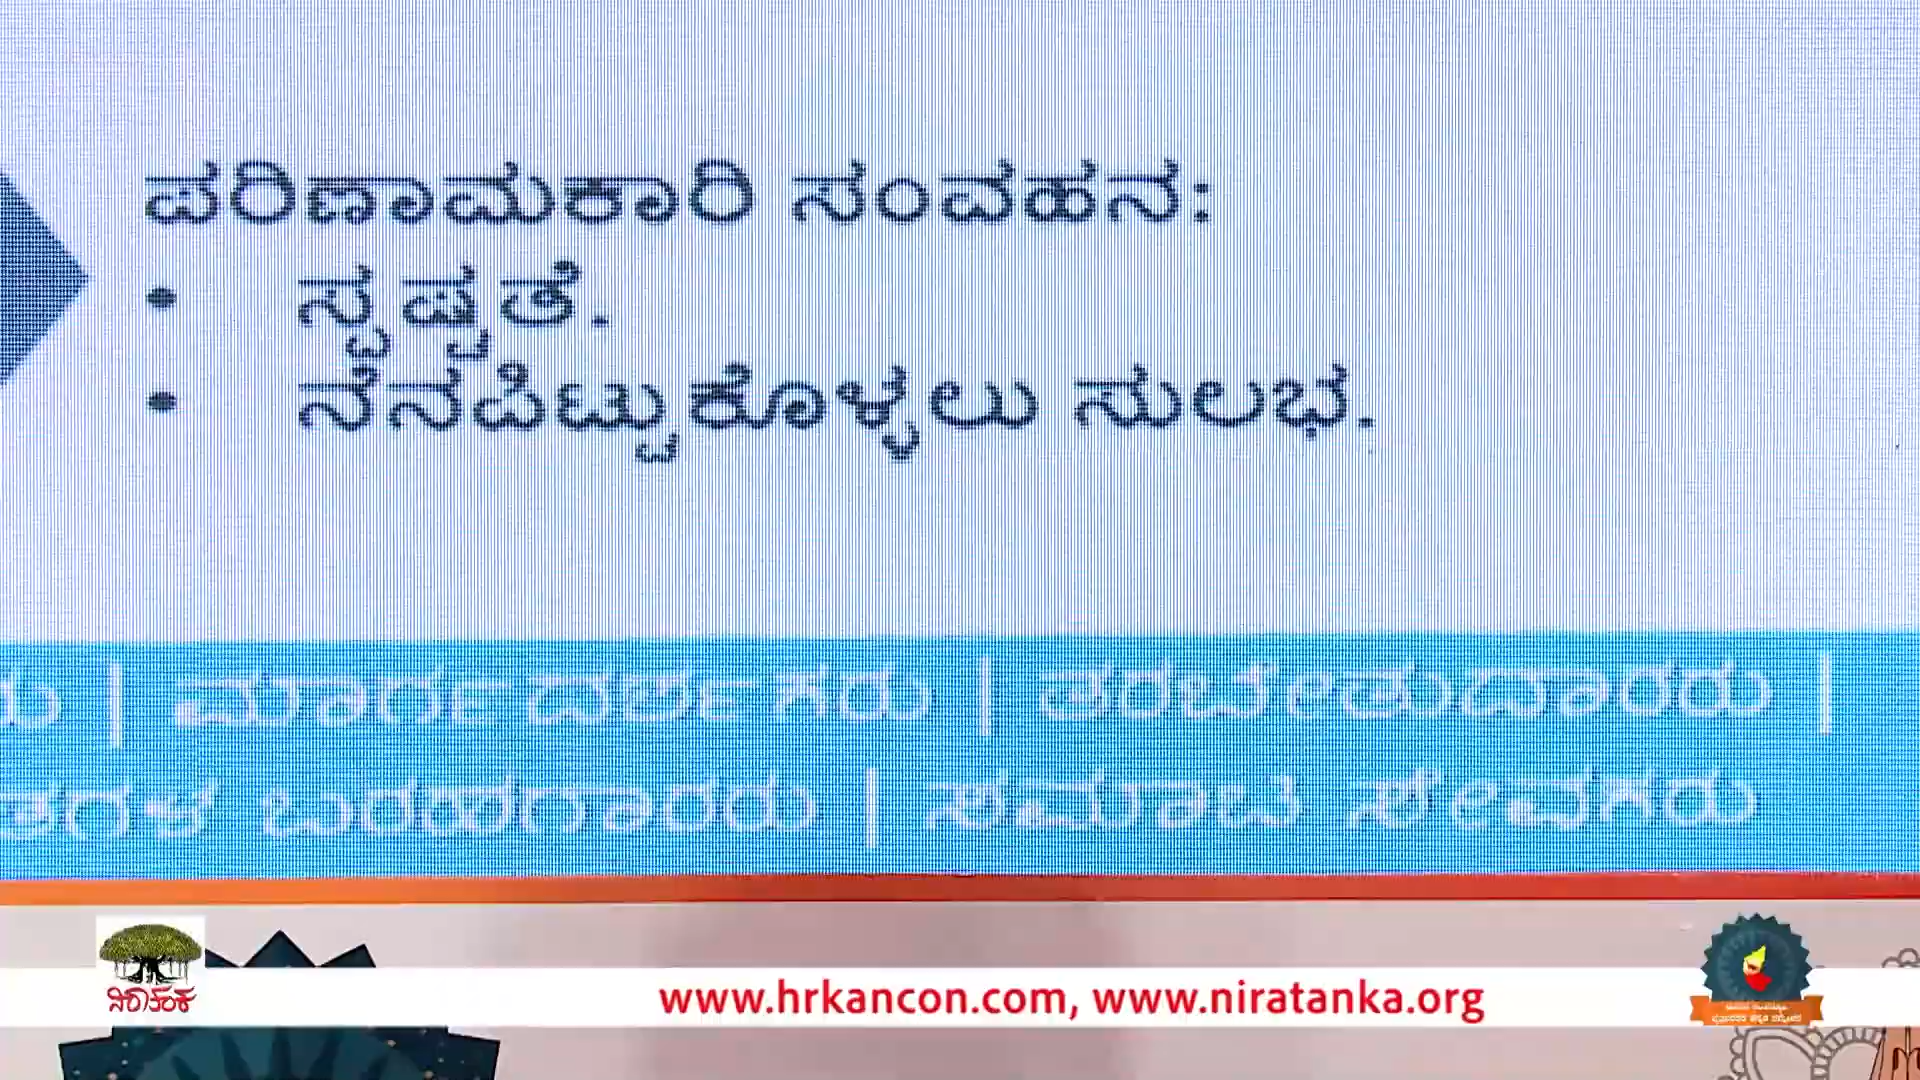 ಪರಿಣಾಮಕಾರಿ ಸಂವಹನ:
• ಸ್ಪಷ್ಟತೆ.
• ನೆನಪಿಟ್ಟುಕೊಳ್ಳಲು ಸುಲಭ.
ರು | ಮಾರ್ಗದರ್ಶಕರು | ತರಬೇತುದಾರರು |
ತಗಳ ಬರಹಗಾರರು | ಸಮಾಜ ಸೇವಕರು
ನಿರಾತಂಕ
www.hrkancon.com, www.niratanka.org